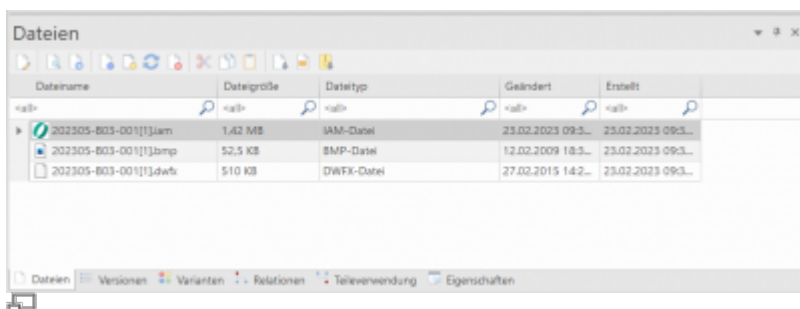 Dateien
Dateiname Dateigröße Dateityp Geändert Erstellt
<all> <all> <all> <all> <all>
202305-B03-001[1].iam 1,42 MB IAM-Datei 23.02.2023 09:3... 23.02.2023 09:3...
202305-B03-001[1].bmp 52,5 KB BMP-Datei 12.02.2009 18:3... 23.02.2023 09:3...
202305-B03-001[1].dwfx 510 KB DWFX-Datei 27.02.2015 14:2... 23.02.2023 09:3...
Dateien Versionen Varianten Relationen Teileverwendung Eigenschaften